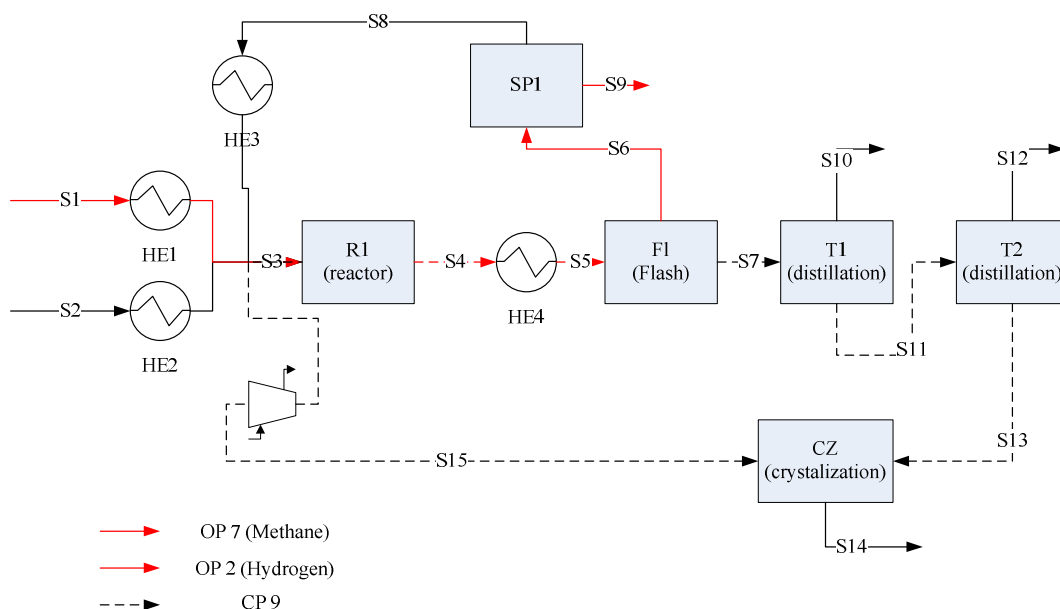 S8
SP1
S9
HE3
S6
S10
S12
S1
HE1
S3
R1
(reactor)
S4
S5
HE4
Fl
(Flash)
S7
T1
(distillation)
T2
(distillation)
S2
HE2
S11
S13
CZ
(crystalization)
S15
S14
OP 7 (Methane)
OP 2 (Hydrogen)
CP 9